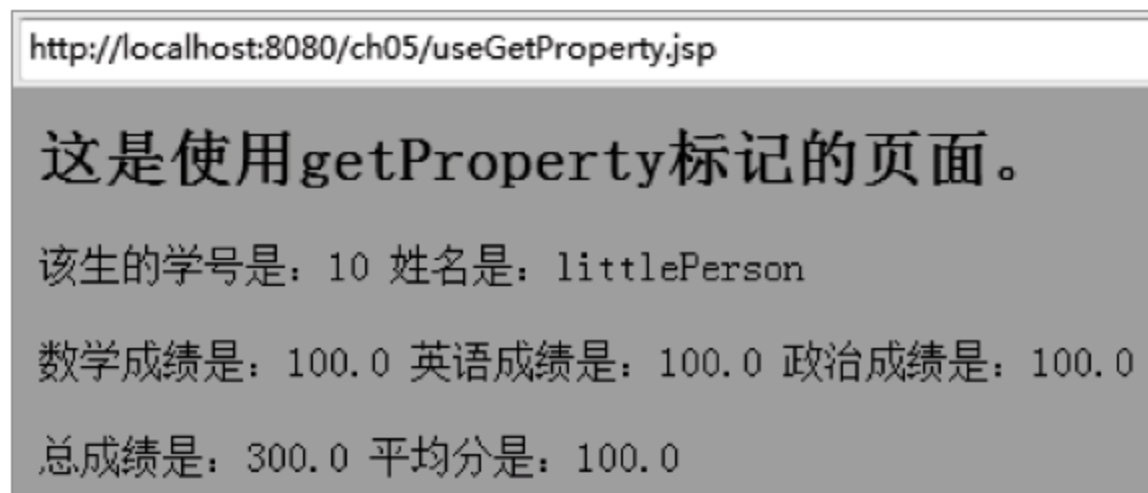 http://localhost:8080/ch05/useGetProperty.jsp
这是使用getProperty标记的页面。
该生的学号是：10 姓名是：littlePerson
数学成绩是：100.0 英语成绩是：100.0 政治成绩是：100.0
总成绩是：300.0 平均分是：100.0